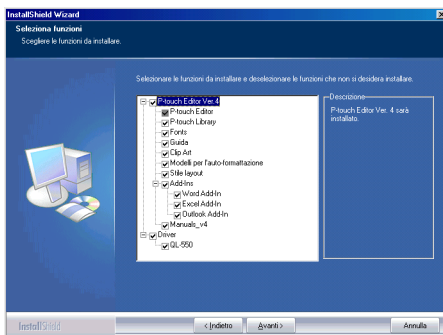 InstallShield Wizard
Seleziona funzioni
Scegliere le funzioni da installare.
Selezionare le funzioni da installare e deselezionare le funzioni che non si desidera installare.
P-touch Editor Ver. 4
P-touch Editor
P-touch Library
Fonts
Guida
Clip Art
Modelli per l'auto-formattazione
Stile layout
Add-Ins
Word Add-In
Excel Add-In
Outlook Add-In
Manuals_v4
Driver
QL-550
Descrizione
P-touch Editor Ver. 4 sarà
installato.
InstallShield
< Indietro
Avanti >
Annulla